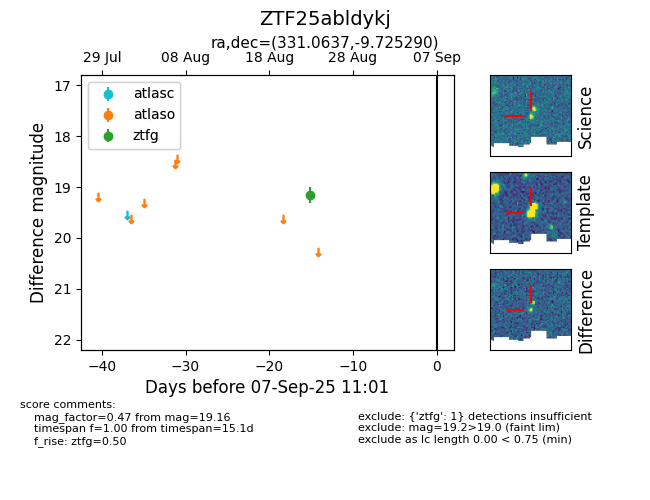 ZTF25abldykj
ra,dec=(331.0637,-9.725290)
29 Jul 08 Aug 18 Aug 28 Aug 07 Sep
17
18
19
20
21
22
Difference magnitude
atlasc
atlaso
ztfg
−40 −30 −20 −10 0
Days before 07-Sep-25 11:01
Science
Template
Difference
score comments:
mag_factor=0.47 from mag=19.16
timespan f=1.00 from timespan=15.1d
f_rise: ztfg=0.50
exclude: {'ztfg': 1} detections insufficient
exclude: mag=19.2>19.0 (faint lim)
exclude as lc length 0.00 < 0.75 (min)